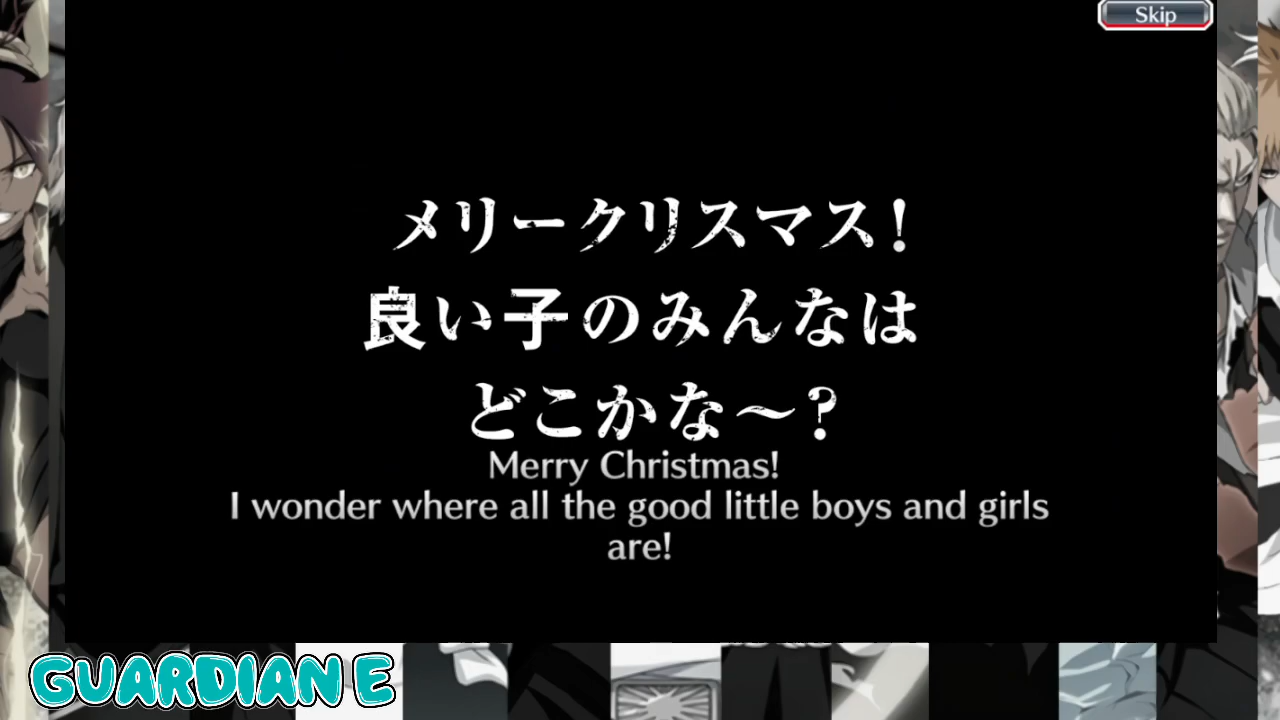 Skip
メリークリスマス!
良い子のみんなは
どこかな～?
Merry Christmas!
I wonder where all the good little boys and girls
are!
GUARDIAN E